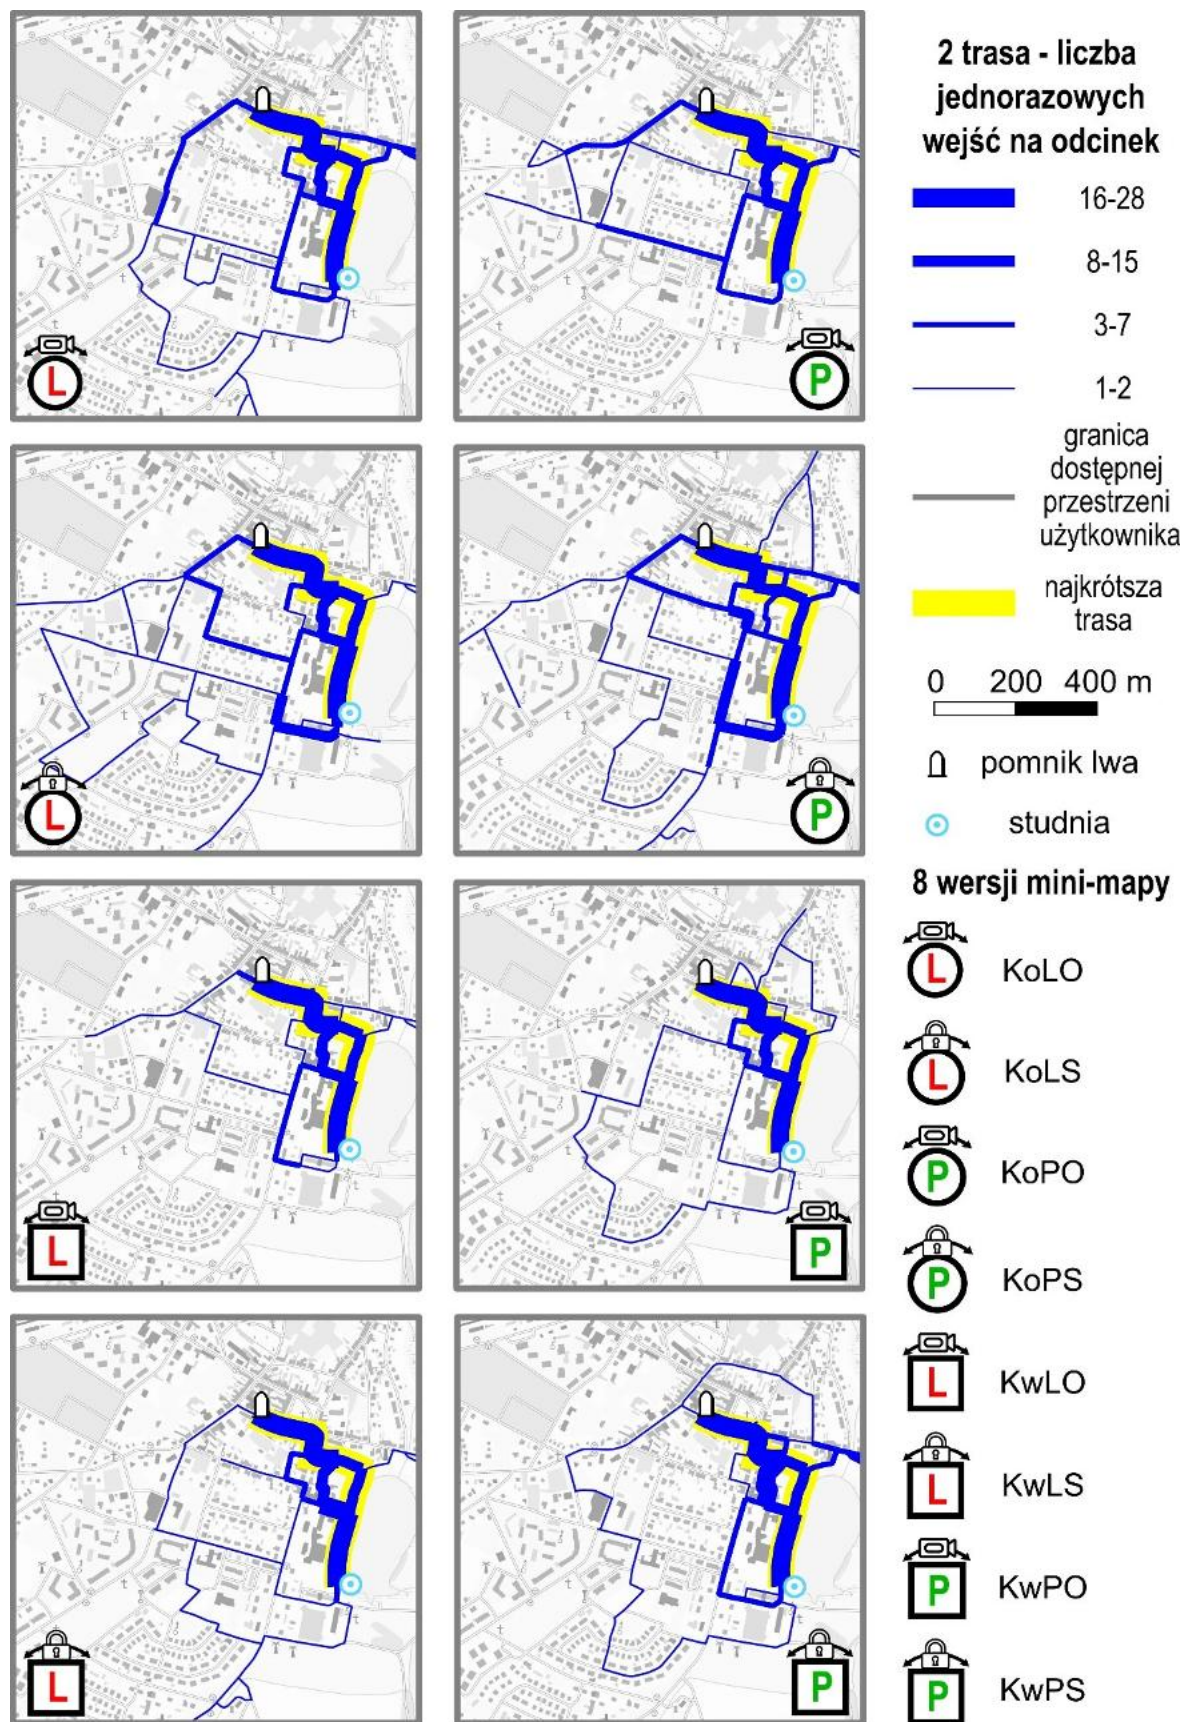 2 trasa - liczba
jednorazowych
wejść na odcinek
16-28
8-15
3-7
1-2
granica
dostępnej
przestrzeni
użytkownika
najkrótsza
trasa
0 200 400 m
pomnik lwa
studnia
8 wersji mini-mapy
L KoLO
L KoLS
P KoPO
P KoPS
L KwLO
L KwLS
P KwPO
P KwPS
L
P
L
P
L
P
L
P